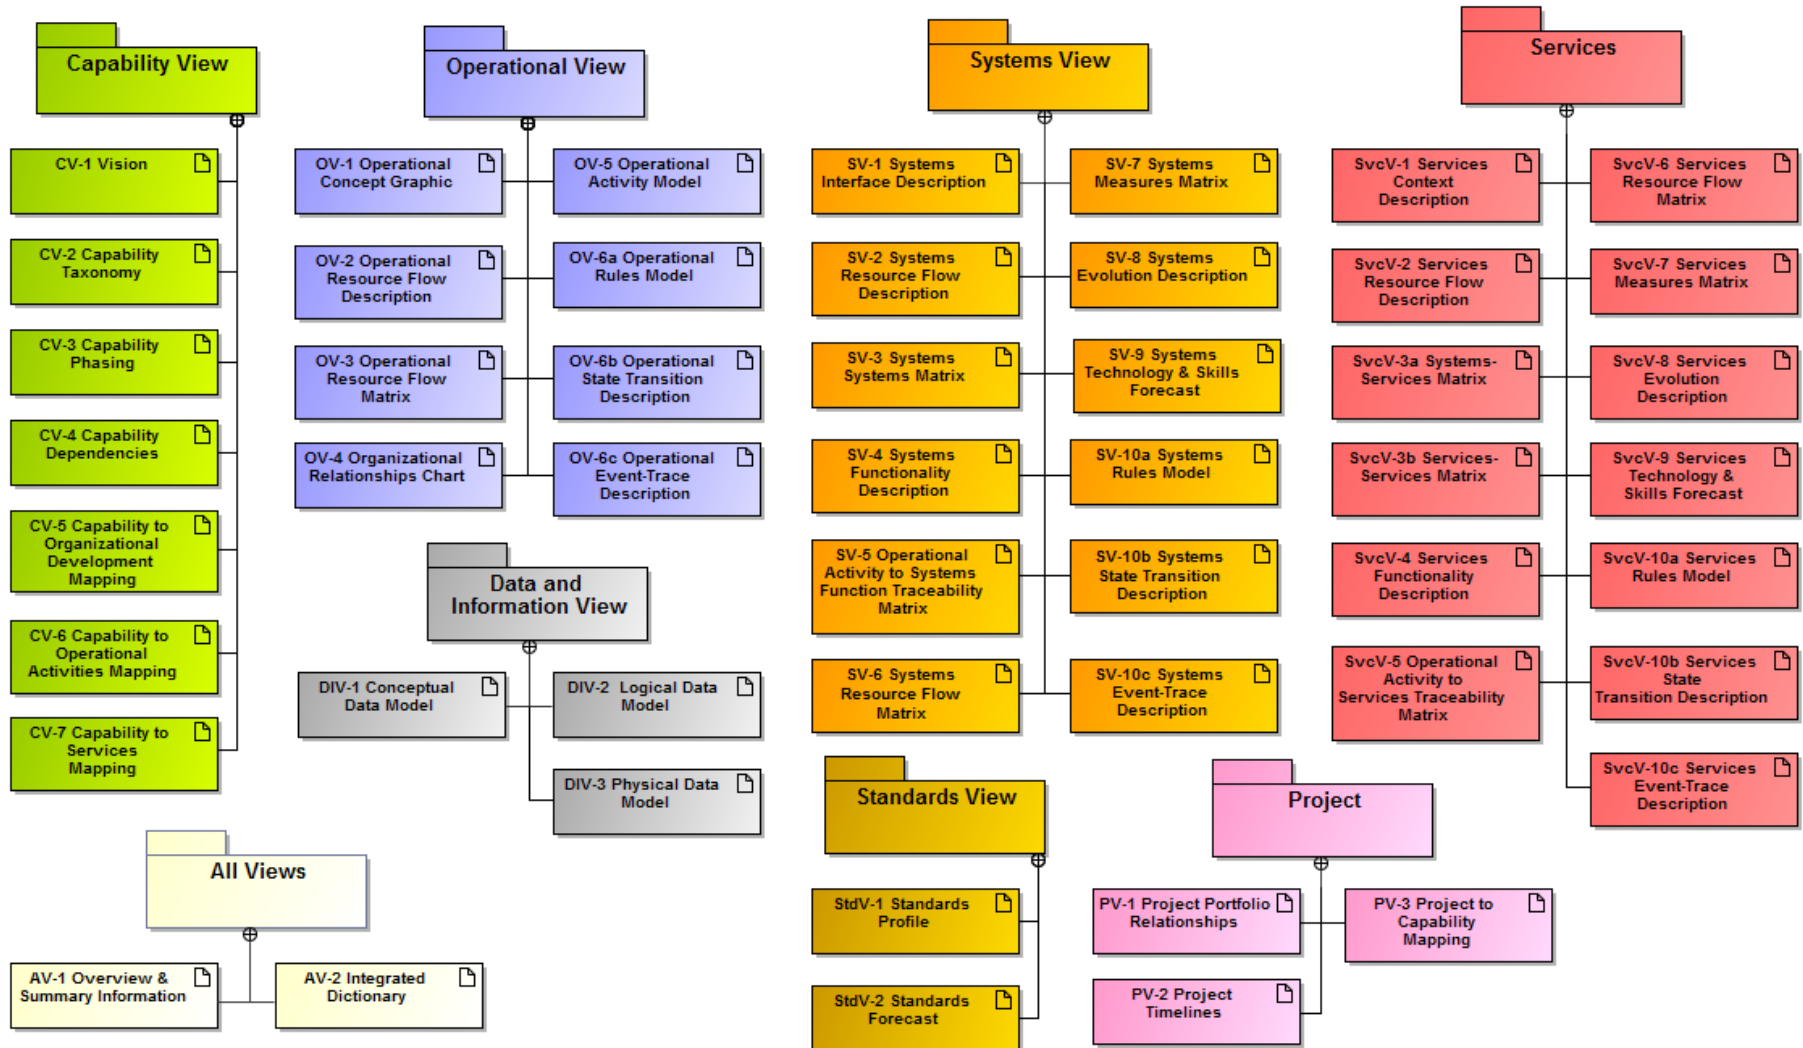 Capability View
CV-1 Vision
CV-2 Capability
Taxonomy
CV-3 Capability
Phasing
CV-4 Capability
Dependencies
CV-5 Capability to
Organizational
Development
Mapping
CV-6 Capability to
Operational
Activities Mapping
CV-7 Capability to
Services
Mapping
Operational View
OV-1 Operational
Concept Graphic
OV-5 Operational
Activity Model
OV-2 Operational
Resource Flow
Description
OV-6a Operational
Rules Model
OV-3 Operational
Resource Flow
Matrix
OV-6b Operational
State Transition
Description
OV-4 Organizational
Relationships Chart
OV-6c Operational
Event-Trace
Description
Data and
Information View
DIV-1 Conceptual
Data Model
DIV-2 Logical Data
Model
DIV-3 Physical Data
Model
All Views
AV-1 Overview &
Summary Information
AV-2 Integrated
Dictionary
Systems View
SV-1 Systems
Interface Description
SV-7 Systems
Measures Matrix
SV-2 Systems
Resource Flow
Description
SV-8 Systems
Evolution Description
SV-3 Systems
Systems Matrix
SV-9 Systems
Technology & Skills
Forecast
SV-4 Systems
Functionality
Description
SV-10a Systems
Rules Model
SV-5 Operational
Activity to Systems
Function Traceability
Matrix
SV-10b Systems
State Transition
Description
SV-6 Systems
Resource Flow
Matrix
SV-10c Systems
Event-Trace
Description
Standards View
StdV-1 Standards
Profile
StdV-2 Standards
Forecast
Project
PV-1 Project Portfolio
Relationships
PV-3 Project to
Capability
Mapping
PV-2 Project
Timelines
Services
SvcV-1 Services
Context
Description
SvcV-6 Services
Resource Flow
Matrix
SvcV-2 Services
Resource Flow
Description
SvcV-7 Services
Measures Matrix
SvcV-3a Systems-
Services Matrix
SvcV-8 Services
Evolution
Description
SvcV-3b Services-
Services Matrix
SvcV-9 Services
Technology &
Skills Forecast
SvcV-4 Services
Functionality
Description
SvcV-10a Services
Rules Model
SvcV-5 Operational
Activity to
Services Traceability
Matrix
SvcV-10b Services
State
Transition Description
SvcV-10c Services
Event-Trace
Description